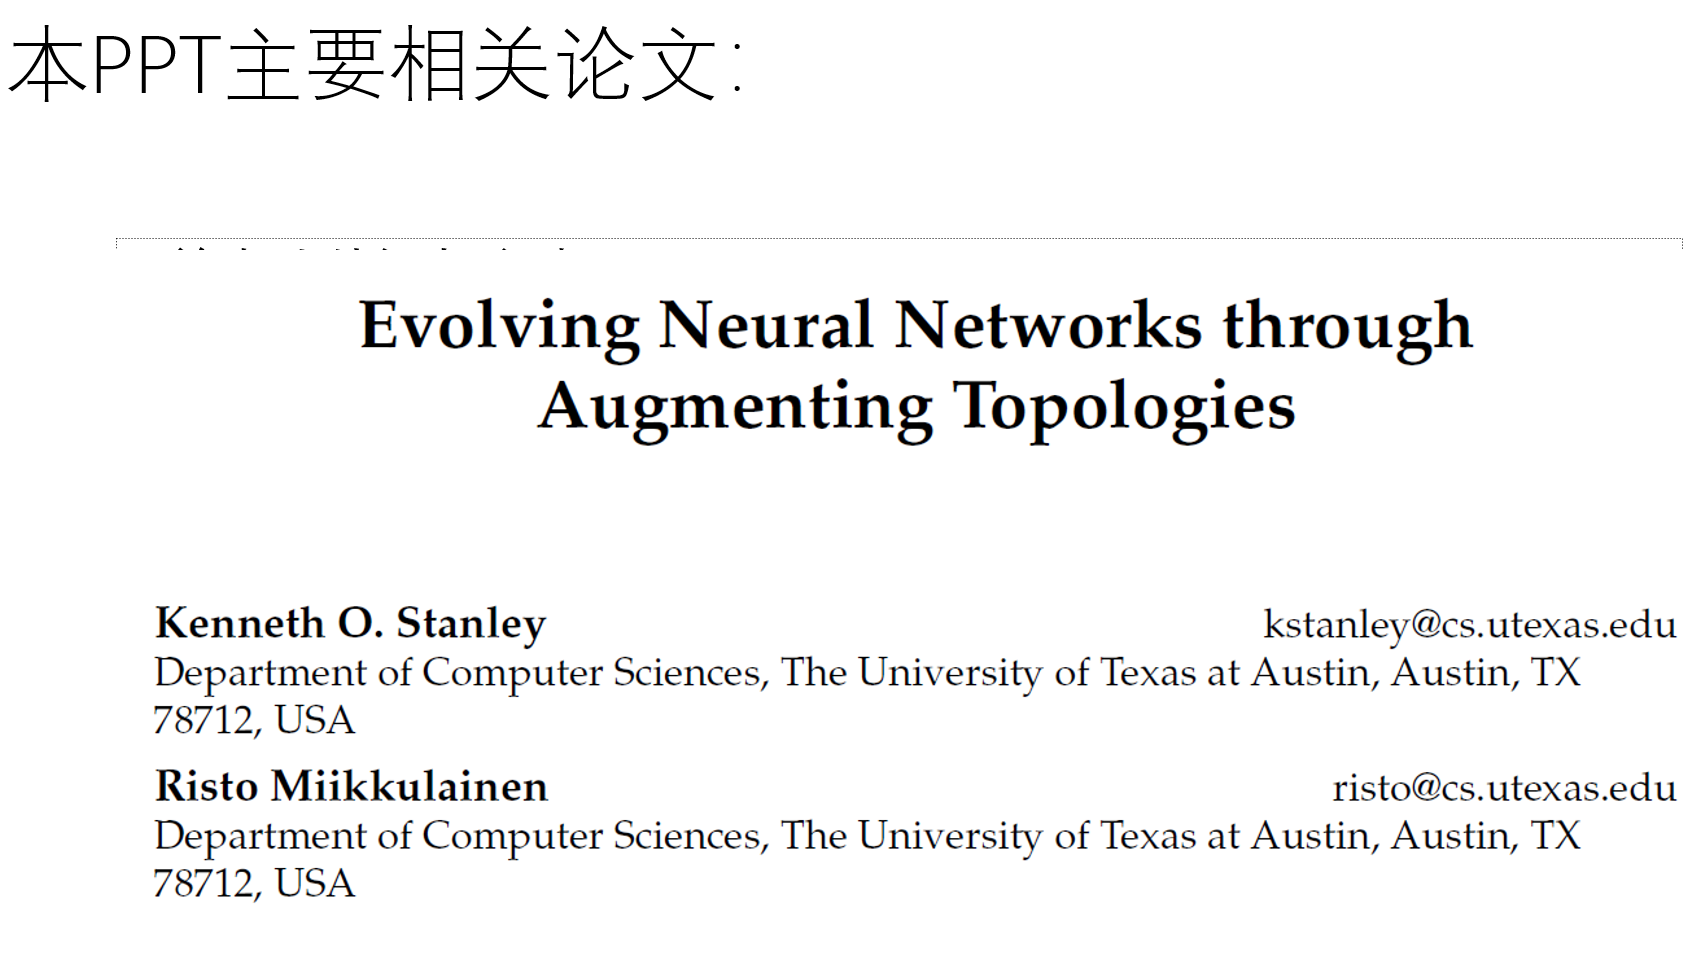 本PPT主要相关论文：
Evolving Neural Networks through
Augmenting Topologies
Kenneth O. Stanley kstanley@cs.utexas.edu
Department of Computer Sciences, The University of Texas at Austin, Austin, TX
78712, USA
Risto Miikkulainen risto@cs.utexas.edu
Department of Computer Sciences, The University of Texas at Austin, Austin, TX
78712, USA